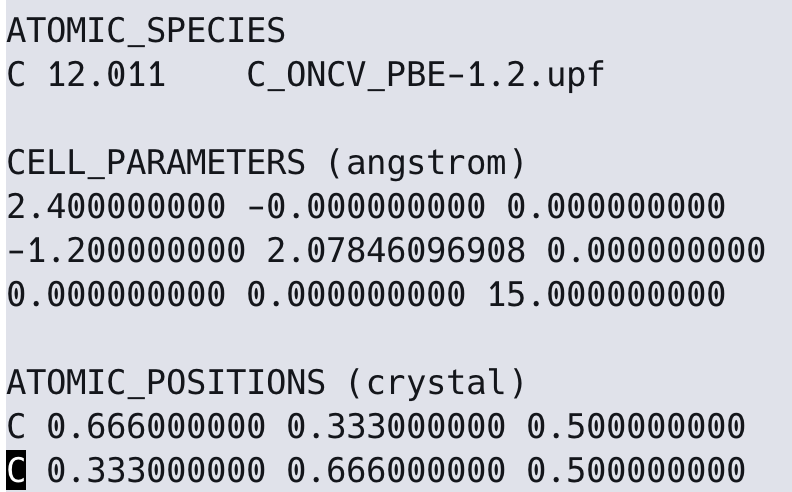 ATOMIC_SPECIES
C 12.011    C_ONCV_PBE-1.2.upf
CELL_PARAMETERS (angstrom)
2.400000000 -0.000000000 0.000000000
-1.200000000 2.07846096908 0.000000000
0.000000000 0.000000000 15.000000000
ATOMIC_POSITIONS (crystal)
C 0.666000000 0.333000000 0.500000000
C 0.333000000 0.666000000 0.500000000